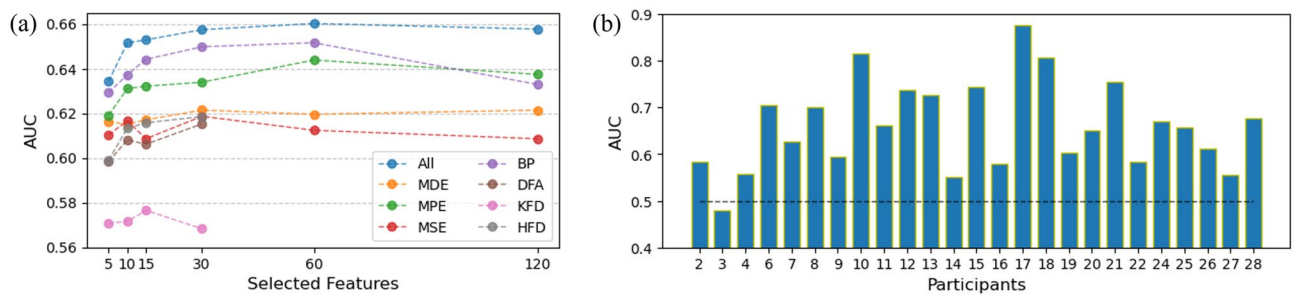 (a)
AUC
0.66
0.64
0.62
0.60
0.58
0.56
5 10 15 30 60 120
Selected Features
All
MDE
MPE
MSE
BP
DFA
KFD
HFD
(b)
AUC
0.9
0.8
0.7
0.6
0.5
0.4
2 3 4 6 7 8 9 10 11 12 13 14 15 16 17 18 19 20 21 22 24 25 26 27 28
Participants